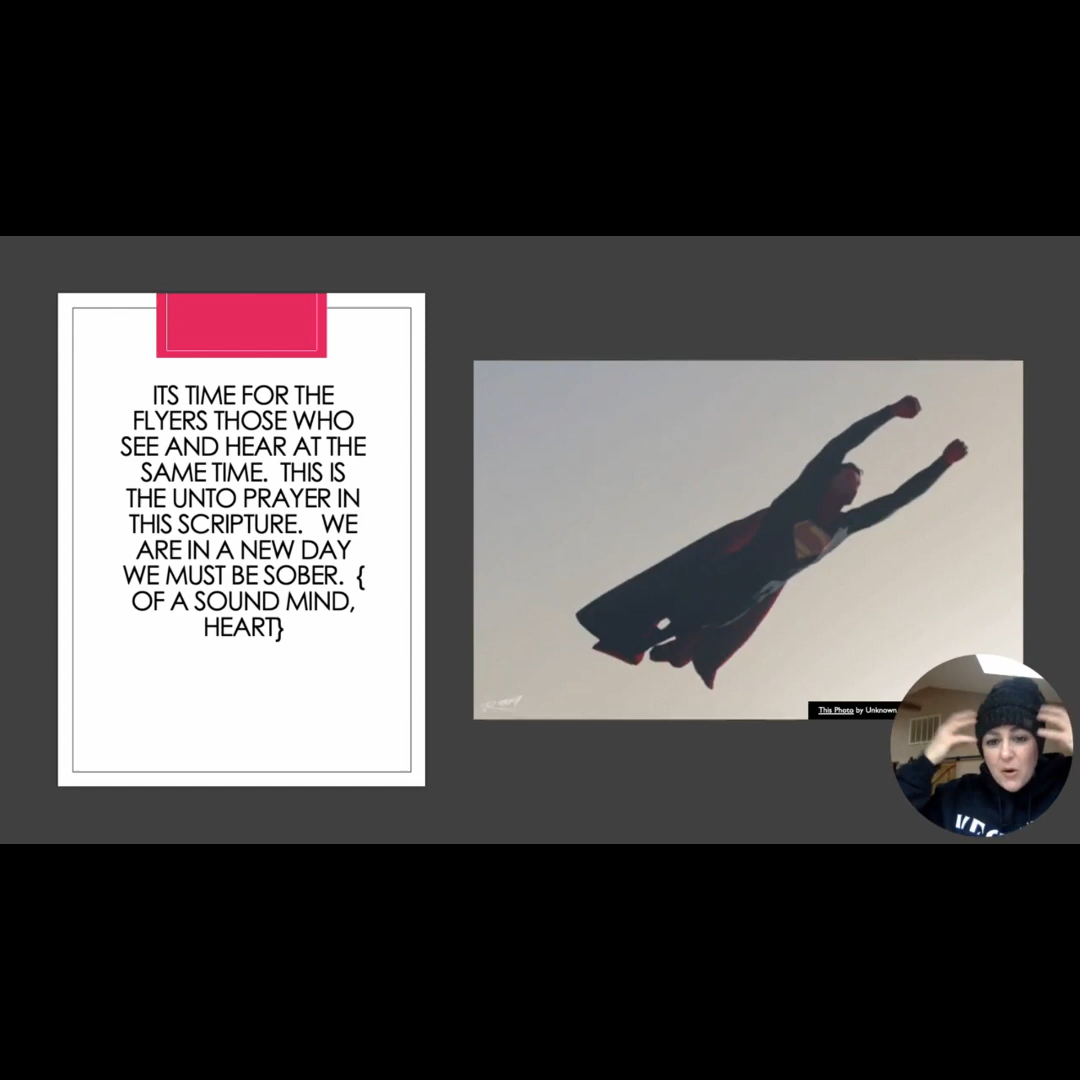 ITS TIME FOR THE
FLYERS THOSE WHO
SEE AND HEAR AT THE
SAME TIME.  THIS IS
THE UNTO PRAYER IN
THIS SCRIPTURE.   WE
ARE IN A NEW DAY
WE MUST BE SOBER.  {
OF A SOUND MIND,
HEART}
This Photo by Unknown